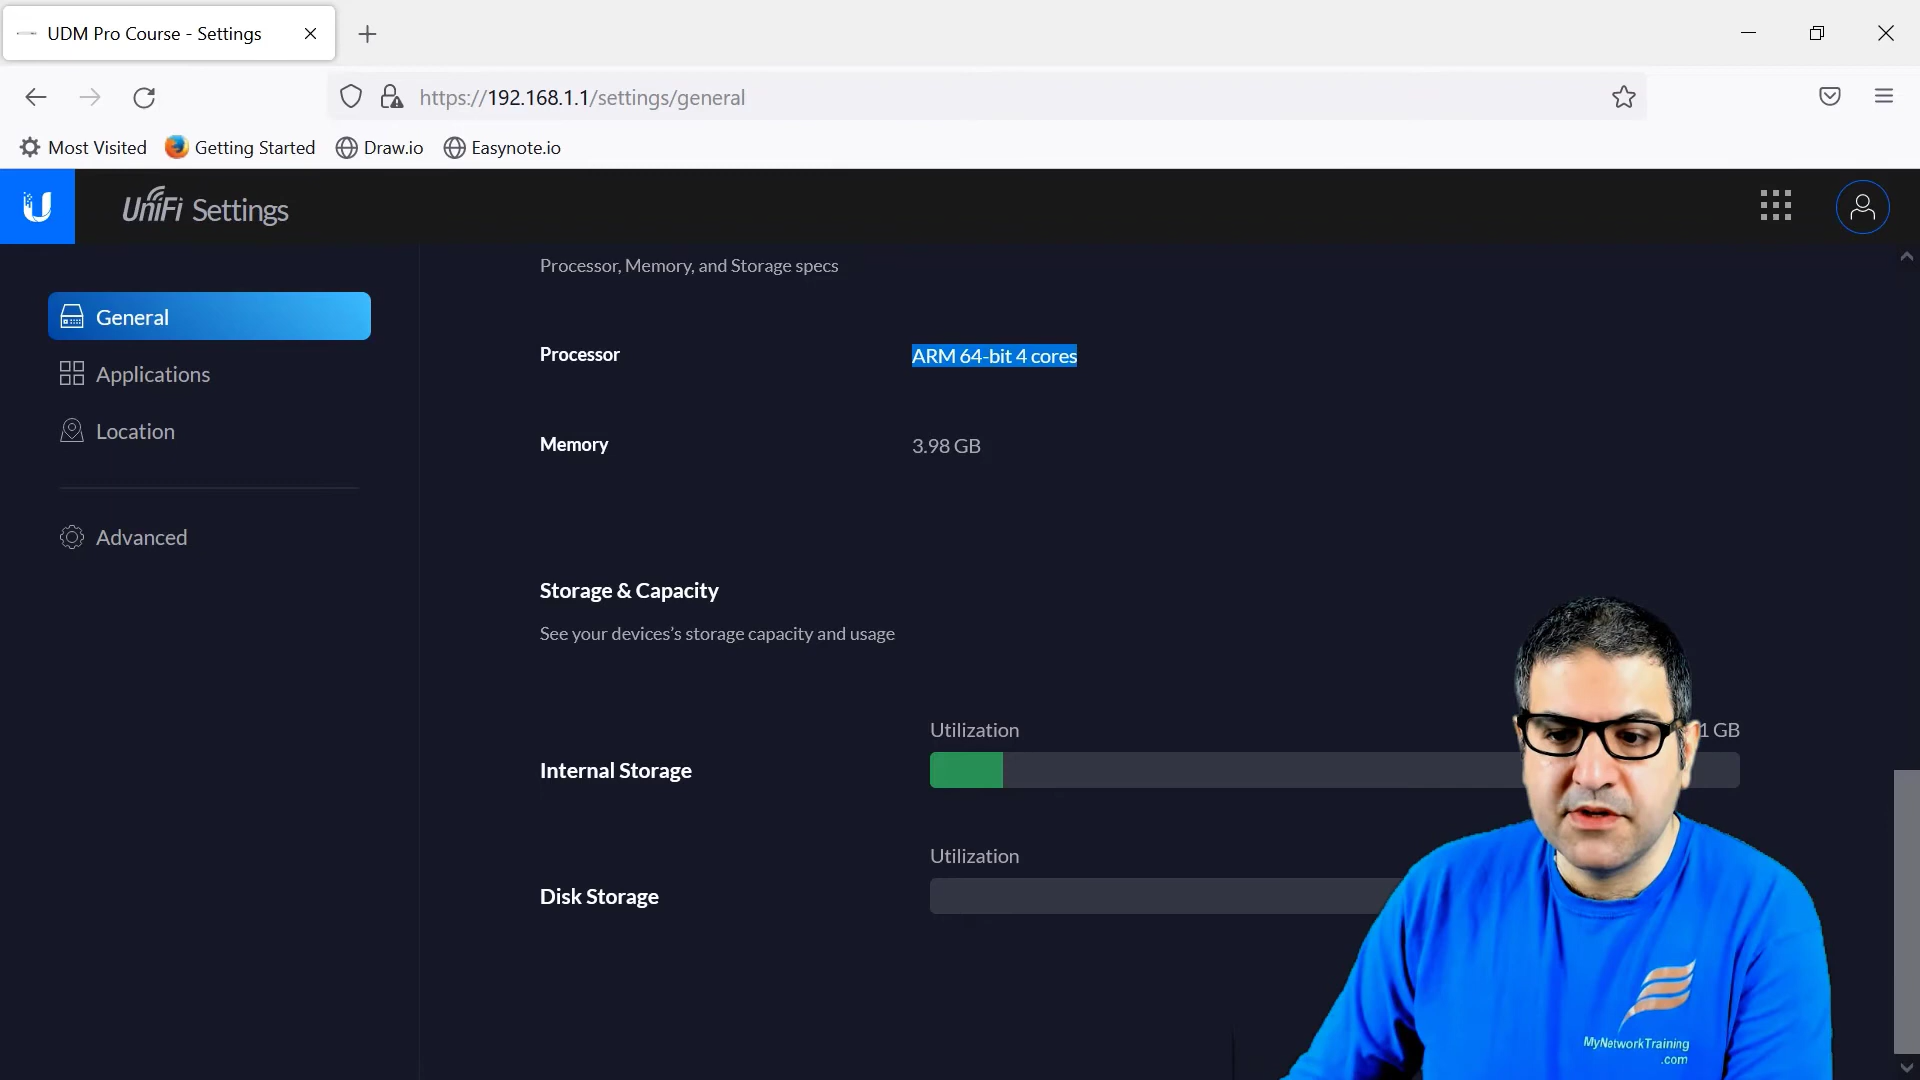 UDM Pro Course - Settings
https://192.168.1.1/settings/general
Most Visited Getting Started Draw.io Easynote.io
UniFi Settings
Processor, Memory, and Storage specs
General
Processor ARM 64-bit 4 cores
Applications
Location
Memory 3.98 GB
Advanced
Storage & Capacity
See your devices's storage capacity and usage
Utilization GB
Internal Storage
Utilization
Disk Storage
MyNetworkTraining
.com